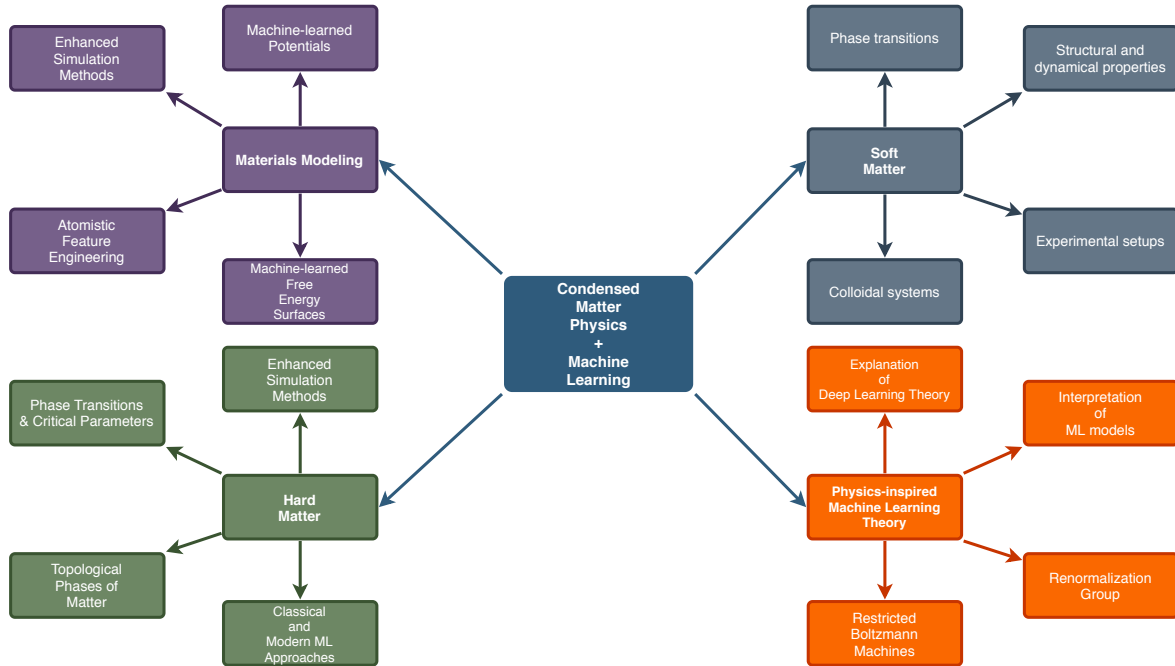 Enhanced
Simulation
Methods
Machine-learned
Potentials
Materials Modeling
Atomistic
Feature
Engineering
Machine-learned
Free
Energy
Surfaces
Phase transitions
Structural and
dynamical properties
Soft
Matter
Experimental setups
Colloidal systems
Condensed
Matter
Physics
+
Machine
Learning
Enhanced
Simulation
Methods
Phase Transitions
& Critical Parameters
Hard
Matter
Topological
Phases of
Matter
Classical
and
Modern ML
Approaches
Explanation
of
Deep Learning Theory
Interpretation
of
ML models
Physics-inspired
Machine Learning
Theory
Renormalization
Group
Restricted
Boltzmann
Machines